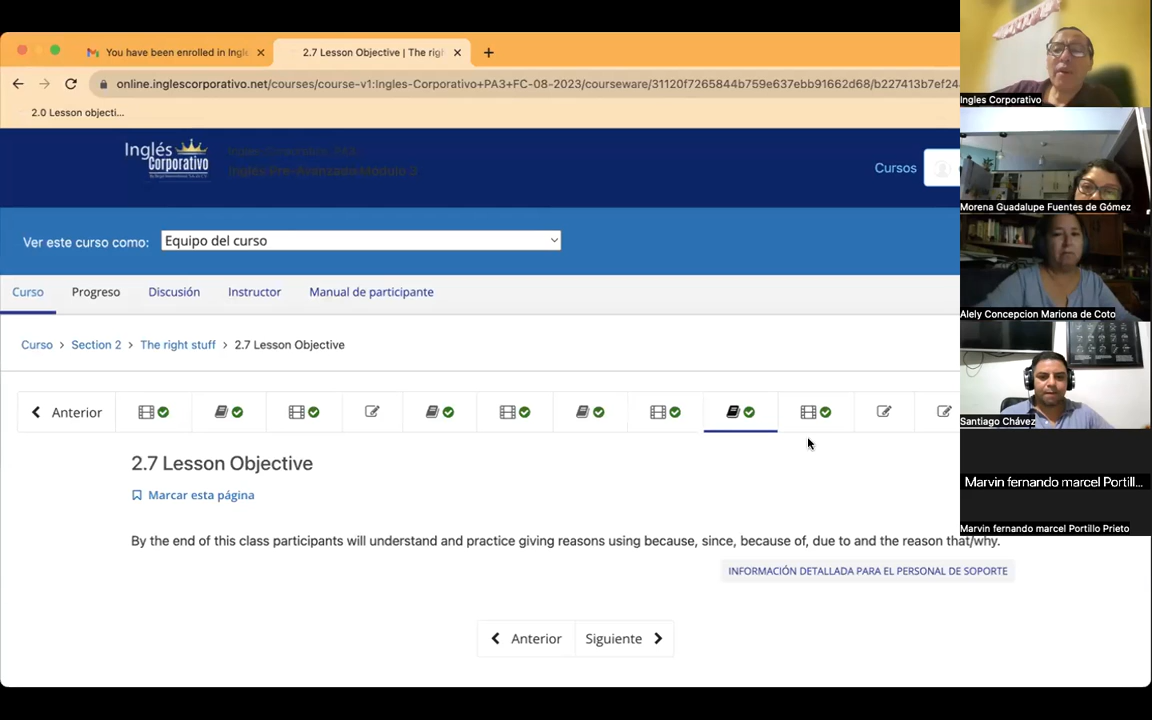 You have been enrolled in Ingl
2.7 Lesson Objective | The righ
online.inglescorporativo.net/courses/course-v1:Ingles-Corporativo+PA3+FC-08-2023/courseware/31120f7265844b759e637ebb91662d68/b227413b7ef24
2.0 Lesson objecti...
Inglés Corporativo
Inglés Pre-Avanzado Módulo 3
Cursos
Ver este curso como: Equipo del curso
Curso Progreso Discusión Instructor Manual de participante
Curso > Section 2 > The right stuff > 2.7 Lesson Objective
Anterior
2.7 Lesson Objective
Marcar esta página
By the end of this class participants will understand and practice giving reasons using because, since, because of, due to and the reason that/why.
INFORMACIÓN DETALLADA PARA EL PERSONAL DE SOPORTE
Anterior Siguiente
Ingles Corporativo
Morena Guadalupe Fuentes de Gómez
Alely Concepcion Mariona de Coto
Santiago Chávez
Marvin fernando marcel Portill...
Marvin fernando marcel Portillo Prieto